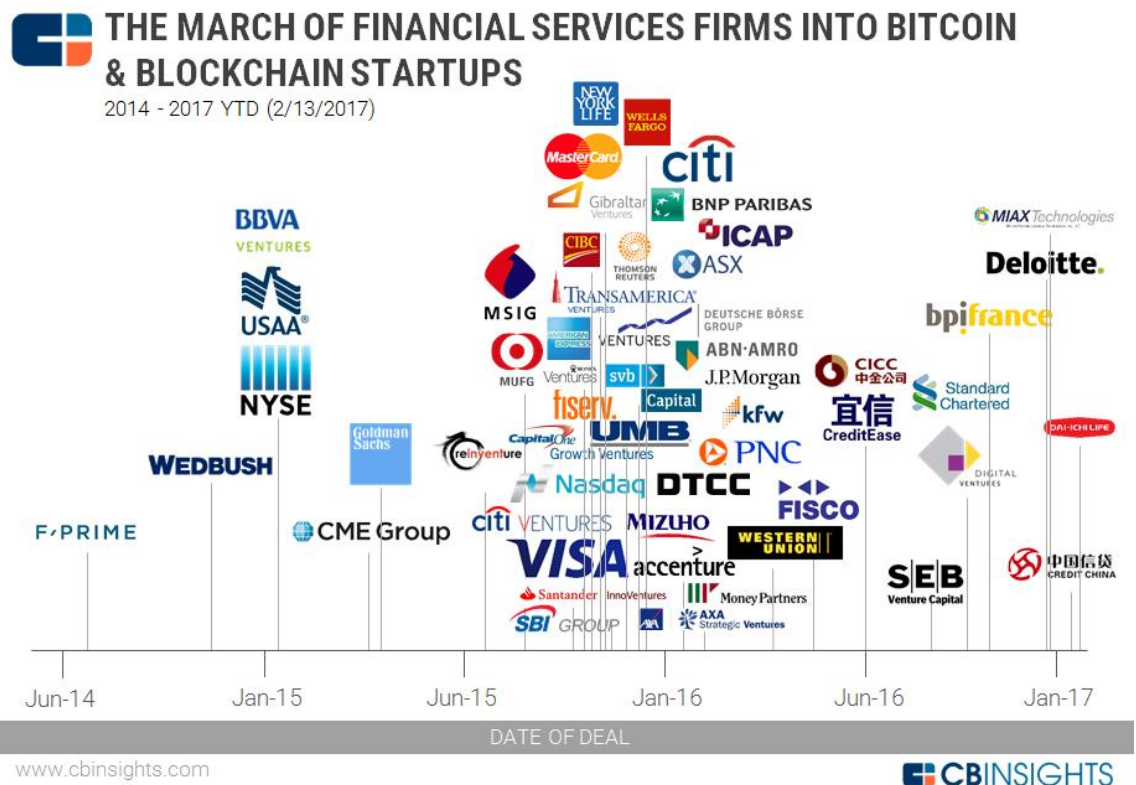 THE MARCH OF FINANCIAL SERVICES FIRMS INTO BITCOIN
& BLOCKCHAIN STARTUPS
2014 - 2017 YTD (2/13/2017)
NEW
YORK
LIFE
WELLS
FARGO
MasterCard
citi
Gibraltar
Ventures
BNP PARIBAS
ICAP
CIBC
THOMSON
REUTERS
ASX
BBVA
VENTURES
USAA®
NYSE
MSIG
TRANSAMERICA®
VENTURES
DEUTSCHE BÖRSE
GROUP
AMERICAN
EXPRESS
VENTURES
ABN·AMRO
MUFG
Ventures
svb
J.P.Morgan
Capital
fiserv.
kfw
UMB
CapitalOne
Growth Ventures
reinventure
PNC
Goldman
Sachs
WEDBUSH
Nasdaq
DTCC
FISCO
F-PRIME
CME Group
citi VENTURES
MIZUHO
WESTERN
UNION
VISA
accenture
Santander InnoVentures
Money Partners
SBI GROUP
AXA
AXA
Strategic Ventures
MIAX Technologies
Deloitte.
bpifrance
CICC
中金公司
Standard
Chartered
宜信
CreditEase
DAI-ICHI LIFE
DIGITAL
VENTURES
S|E|B
Venture Capital
中国信贷
CREDIT CHINA
Jun-14
Jan-15
Jun-15
Jan-16
Jun-16
Jan-17
DATE OF DEAL
www.cbinsights.com
CBINSIGHTS